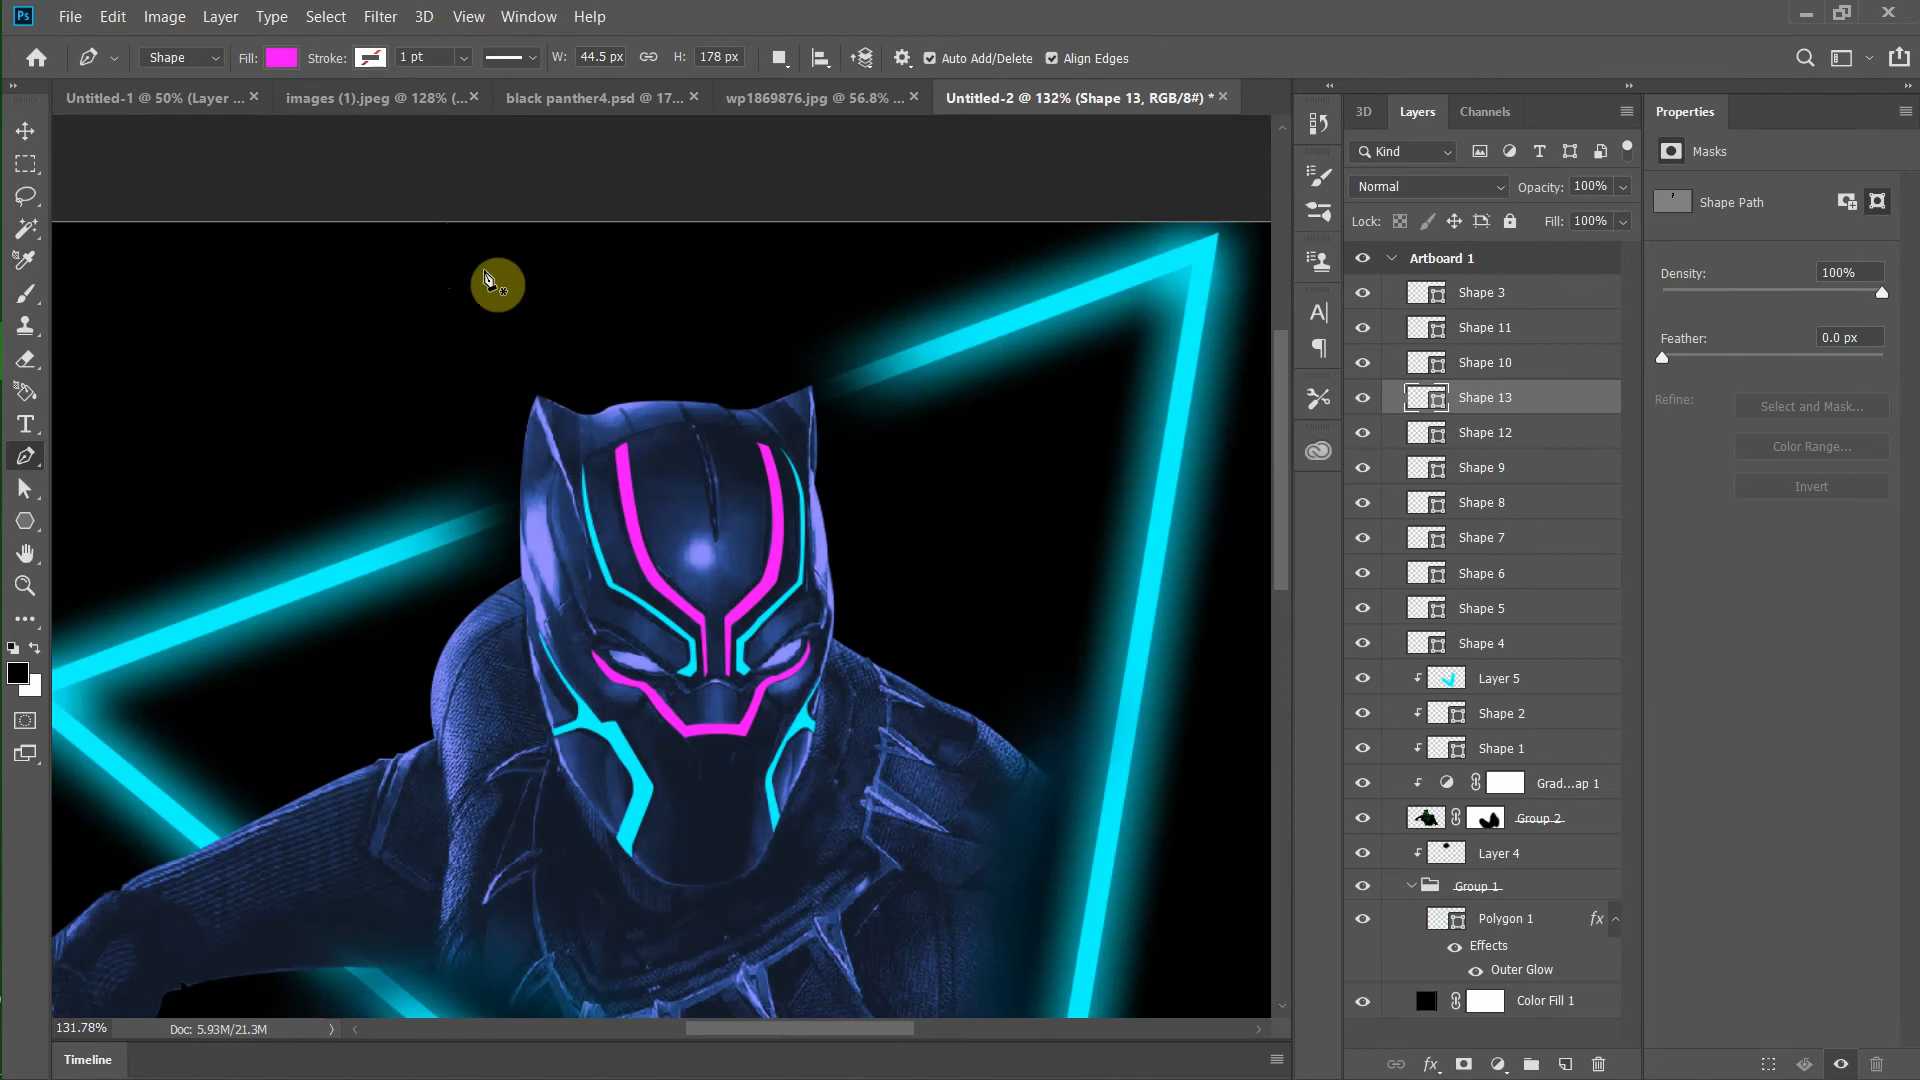 Ps File Edit Image Layer Type Select Filter 3D View Window Help
Shape Fill: Stroke: 1 pt W: 44.5 px H: 178 px Auto Add/Delete Align Edges
Untitled-1 @ 50% (Layer ... × images (1).jpeg @ 128% (... × black panther4.psd @ 17... × wp1869876.jpg @ 56.8% ... × Untitled-2 @ 132% (Shape 13, RGB/8#) * ×
3D Layers Channels
Kind
Normal Opacity: 100%
Lock: Fill: 100%
Artboard 1
Shape 3
Shape 11
Shape 10
Shape 13
Shape 12
Shape 9
Shape 8
Shape 7
Shape 6
Shape 5
Shape 4
Layer 5
Shape 2
Shape 1
Grad...ap 1
Group 2
Layer 4
Group 1
Polygon 1 fx
Effects
Outer Glow
Color Fill 1
fx
Properties
Masks
Shape Path
Density: 100%
Feather: 0.0 px
Refine: Select and Mask...
Color Range...
Invert
131.78% Doc: 5.93M/21.3M
Timeline